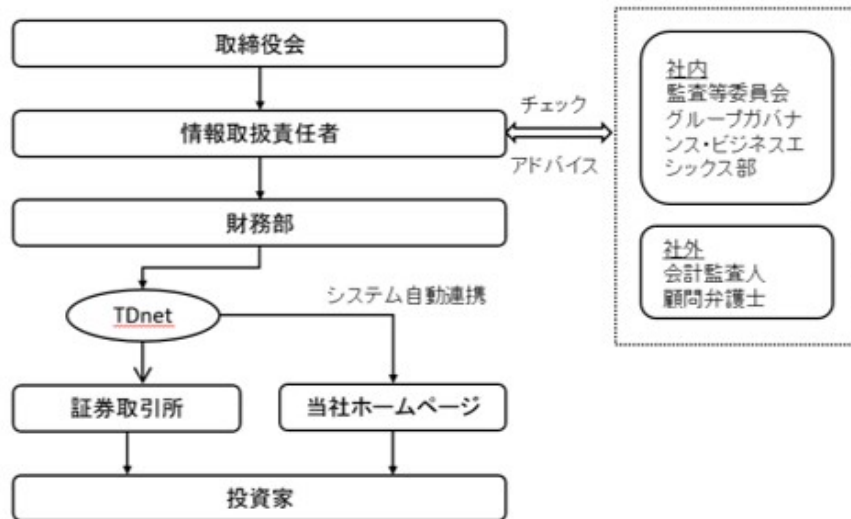 取締役会
情報取扱責任者
チェック
アドバイス
社内
監査等委員会
グループガバナ
ンス・ビジネスエ
シックス部
財務部
社外
会計監査人
顧問弁護士
システム自動連携
TDnet
証券取引所
当社ホームページ
投資家